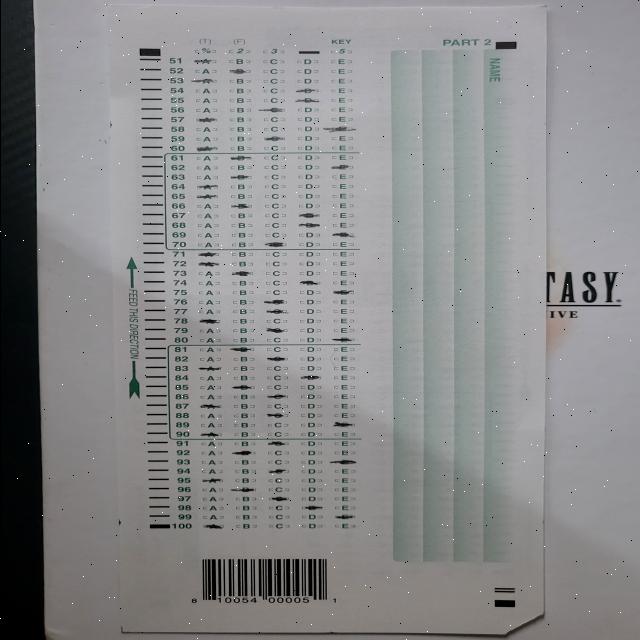 (T) (F) KEY
% 2 3 5 PART 2
NAME
51 A B C D E
52 A B C D E
53 A B C D E
54 A B C D E
55 A B C D E
56 A B C D E
57 A B C D E
58 A B C D E
59 A B C D E
60 A B C D E
61 A B C D E
62 A B C D E
63 A B C D E
64 A B C D E
65 A B C D E
66 A B C D E
67 A B C D E
68 A B C D E
69 A B C D E
70 A B C D E
71 A B C D E
72 A B C D E
73 A B C D E
74 A B C D E
75 A B C D E
76 A B C D E
77 A B C D E
78 A B C D E
79 A B C D E
80 A B C D E
81 A B C D E
82 A B C D E
83 A B C D E
84 A B C D E
85 A B C D E
86 A B C D E
87 A B C D E
88 A B C D E
89 A B C D E
90 A B C D E
91 A B C D E
92 A B C D E
93 A B C D E
94 A B C D E
95 A B C D E
96 A B C D E
97 A B C D E
98 A B C D E
99 A B C D E
100 A B C D E
FEED THIS DIRECTION
6 10054 00005 1
TASY.
IVE